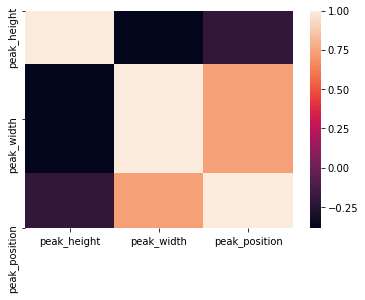 peak_height
peak_width
peak_position
peak_height peak_width peak_position
1.00
0.75
0.50
0.25
0.00
−0.25